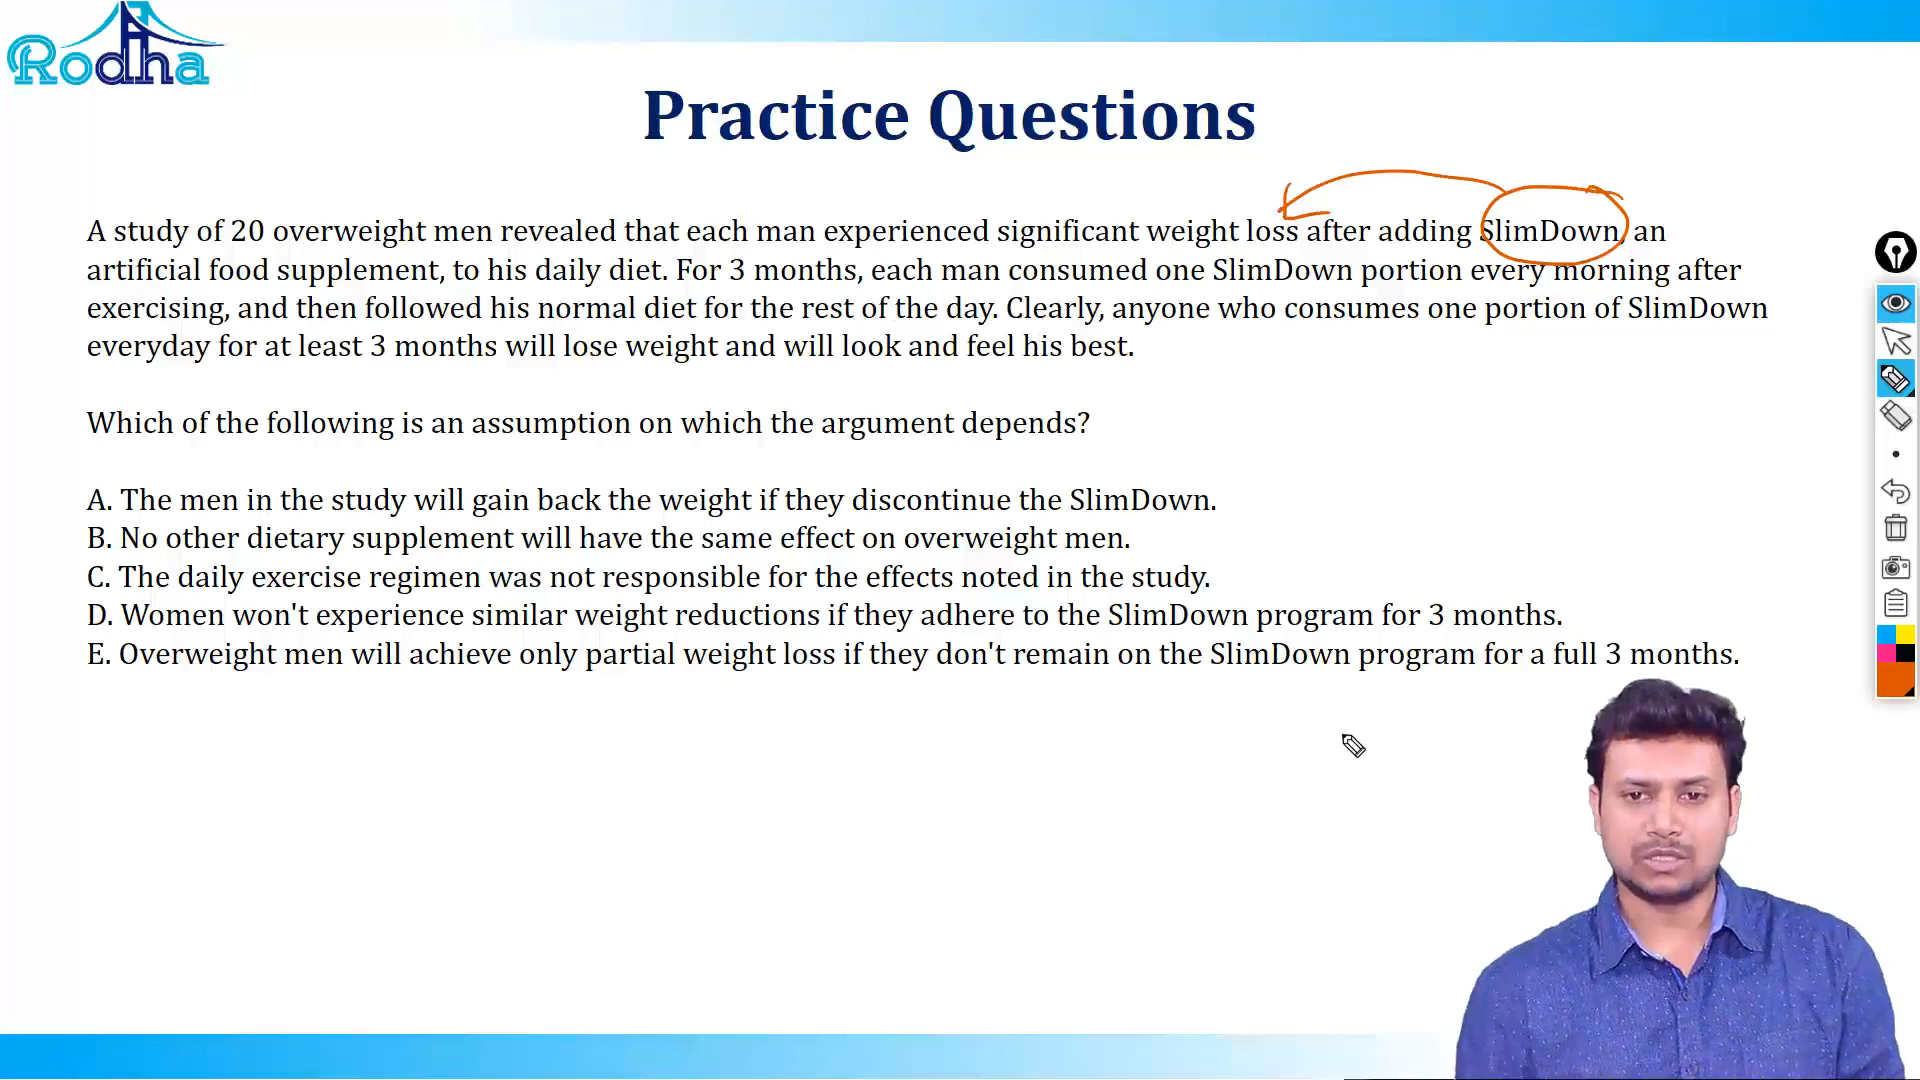 Rodha
Practice Questions
A study of 20 overweight men revealed that each man experienced significant weight loss after adding SlimDown, an
artificial food supplement, to his daily diet. For 3 months, each man consumed one SlimDown portion every morning after
exercising, and then followed his normal diet for the rest of the day. Clearly, anyone who consumes one portion of SlimDown
everyday for at least 3 months will lose weight and will look and feel his best.
Which of the following is an assumption on which the argument depends?
A. The men in the study will gain back the weight if they discontinue the SlimDown.
B. No other dietary supplement will have the same effect on overweight men.
C. The daily exercise regimen was not responsible for the effects noted in the study.
D. Women won't experience similar weight reductions if they adhere to the SlimDown program for 3 months.
E. Overweight men will achieve only partial weight loss if they don't remain on the SlimDown program for a full 3 months.